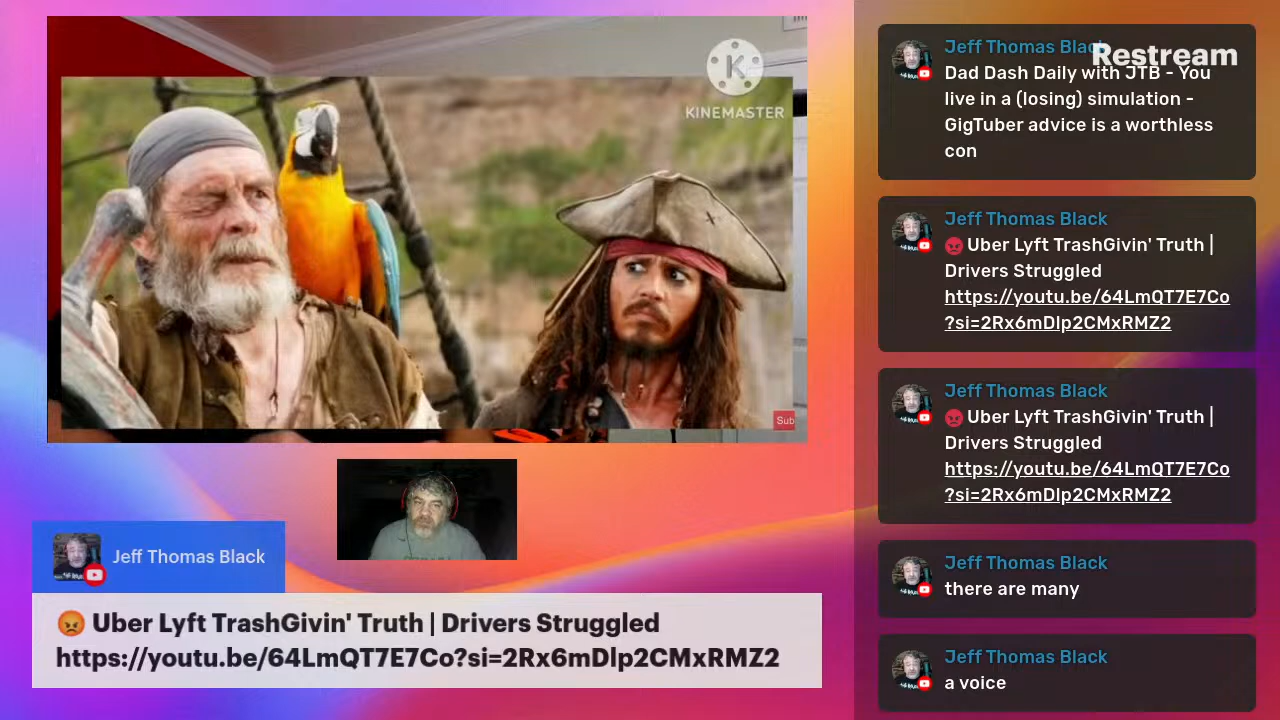 KINEMASTER
Sub
Jeff Thomas Black
😡 Uber Lyft TrashGivin' Truth | Drivers Struggled
https://youtu.be/64LmQT7E7Co?si=2Rx6mDlp2CMxRMZ2
Restream
Jeff Thomas Black
Dad Dash Daily with JTB - You
live in a (losing) simulation -
GigTuber advice is a worthless
con
Jeff Thomas Black
😡 Uber Lyft TrashGivin' Truth |
Drivers Struggled
https://youtu.be/64LmQT7E7Co
?si=2Rx6mDlp2CMxRMZ2
Jeff Thomas Black
😡 Uber Lyft TrashGivin' Truth |
Drivers Struggled
https://youtu.be/64LmQT7E7Co
?si=2Rx6mDlp2CMxRMZ2
Jeff Thomas Black
there are many
Jeff Thomas Black
a voice